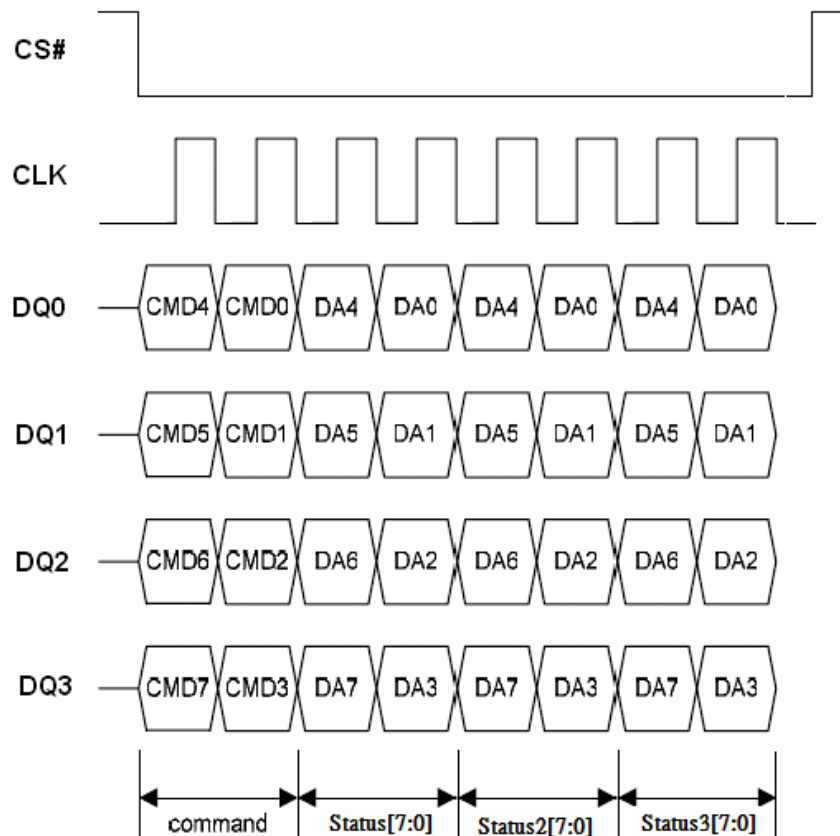 CS#
CLK
DQ0 CMD4 CMD0 DA4 DA0 DA4 DA0 DA4 DA0
DQ1 CMD5 CMD1 DA5 DA1 DA5 DA1 DA5 DA1
DQ2 CMD6 CMD2 DA6 DA2 DA6 DA2 DA6 DA2
DQ3 CMD7 CMD3 DA7 DA3 DA7 DA3 DA7 DA3
command Status[7:0] Status2[7:0] Status3[7:0]